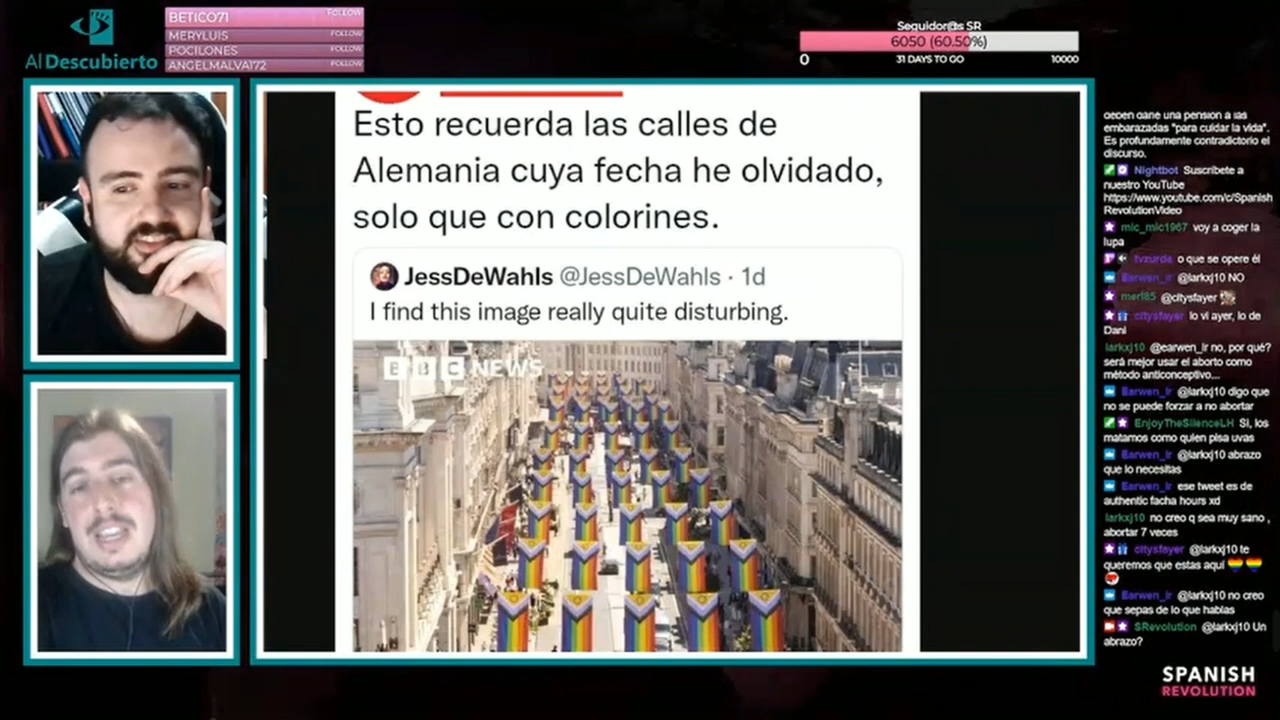 Al Descubierto
BETICO71 FOLLOW
MERYLUIS FOLLOW
POCILONES FOLLOW
ANGELMALVA172 FOLLOW
Seguidor@s SR
6050 (60.50%)
0 31 DAYS TO GO 10000
Esto recuerda las calles de
Alemania cuya fecha he olvidado,
solo que con colorines.
JessDeWahls @JessDeWahls · 1d
I find this image really quite disturbing.
BBC NEWS
deben darle una pensión a las
embarazadas "para cuidar la vida".
Es profundamente contradictorio el
discurso.
Nightbot Suscríbete a
nuestro YouTube
https://www.youtube.com/c/Spanish
RevolutionVideo
mic_mic1967 voy a coger la
lupa
tvzurda o que se opere él
Earwen_Ir @larkxj10 NO
merl85 @citysfayer
citysfayer lo vi ayer, lo de
Dani
larkxj10 @earwen_ir no, por qué?
será mejor usar el aborto como
método anticonceptivo...
Earwen_Ir @larkxj10 digo que
no se puede forzar a no abortar
EnjoyTheSilenceLH Si, los
matamos como quien pisa uvas
Earwen_Ir @larkxj10 abrazo
que lo necesitas
Earwen_Ir ese tweet es de
authentic facha hours xd
larkxj10 no creo q sea muy sano ,
abortar 7 veces
citysfayer @larkxj10 te
queremos que estas aquí
Earwen_Ir @larkxj10 no creo
que sepas de lo que hablas
SRevolution @larkxj10 Un
abrazo?
SPANISH
REVOLUTION